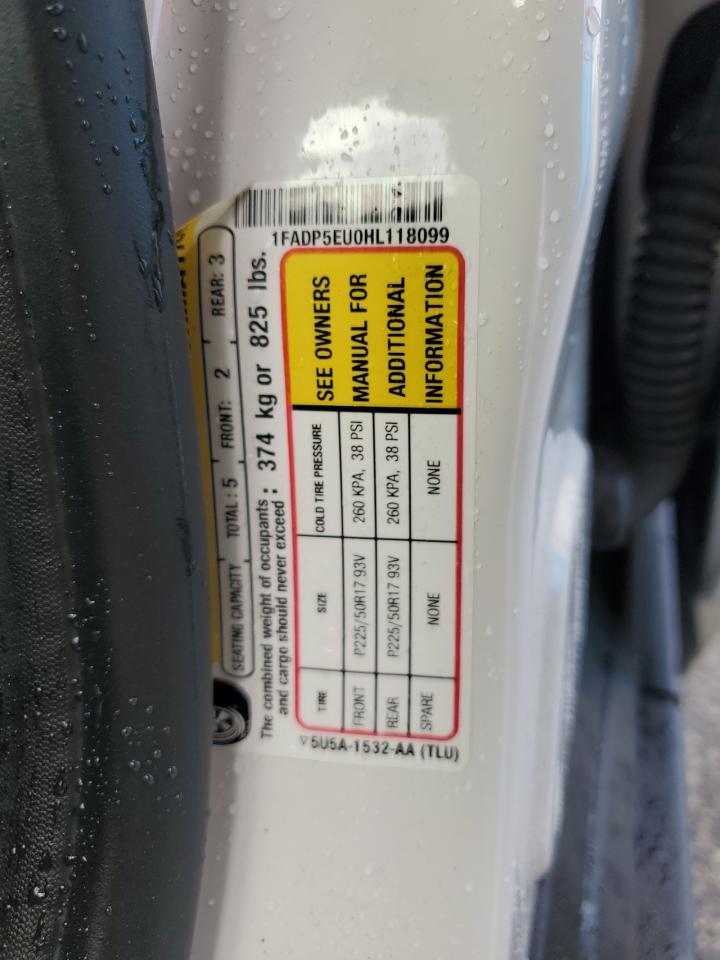 SEATING CAPACITY TOTAL : 5 FRONT: 2 REAR: 3
The combined weight of occupants
and cargo should never exceed : 374 kg or 825 lbs.
TIRE SIZE COLD TIRE PRESSURE
FRONT P225/50R17 93V 260 KPA, 38 PSI
REAR P225/50R17 93V 260 KPA, 38 PSI
SPARE NONE NONE
SEE OWNERS
MANUAL FOR
ADDITIONAL
INFORMATION
5U5A-1532-AA (TLU)
1FADP5EU0HL118099